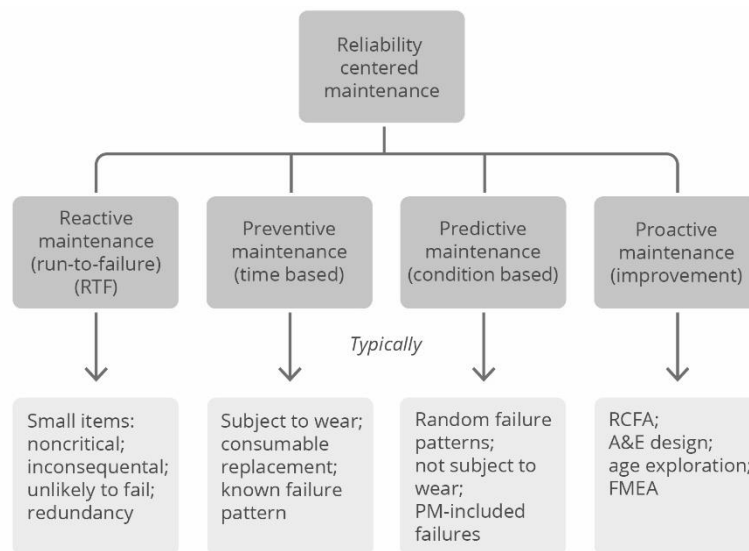 Reliability
centered
maintenance
Reactive
maintenance
(run-to-failure)
(RTF)
Preventive
maintenance
(time based)
Predictive
maintenance
(condition based)
Proactive
maintenance
(improvement)
Typically
Small items:
noncritical;
inconsequental;
unlikely to fail;
redundancy
Subject to wear;
consumable
replacement;
known failure
pattern
Random failure
patterns;
not subject to
wear;
PM-included
failures
RCFA;
A&E design;
age exploration;
FMEA